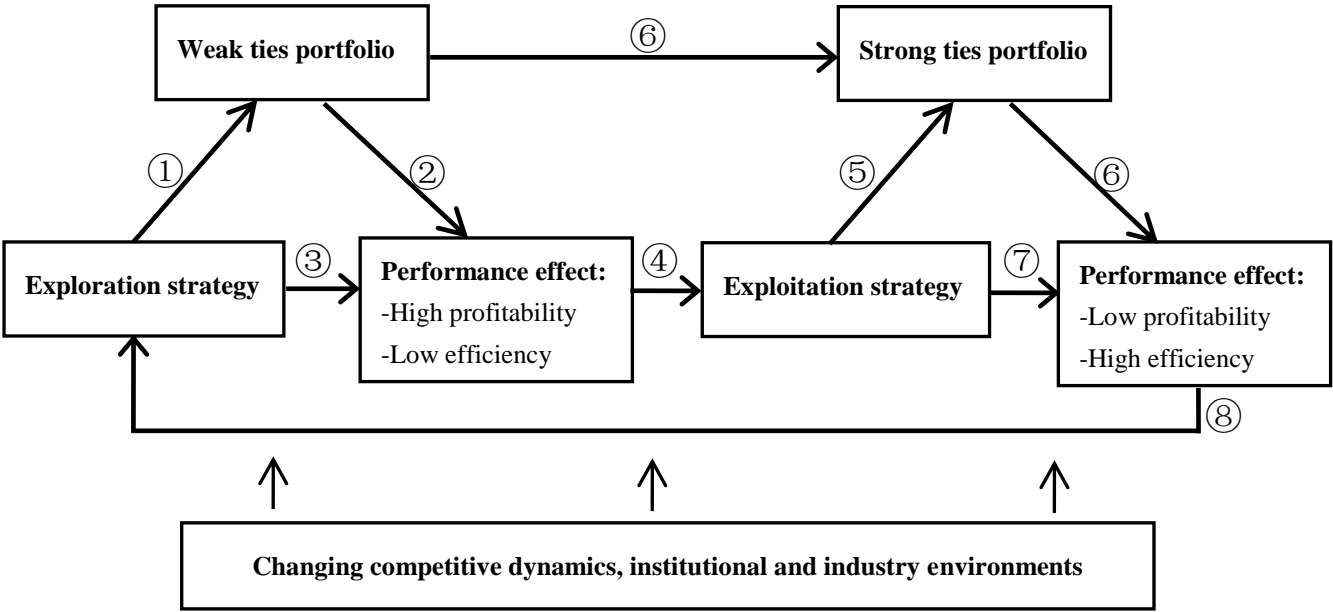 Weak ties portfolio
⑥
Strong ties portfolio
①
②
⑤
⑥
Exploration strategy
③
Performance effect:
-High profitability
-Low efficiency
④
Exploitation strategy
⑦
Performance effect:
-Low profitability
-High efficiency
⑧
Changing competitive dynamics, institutional and industry environments